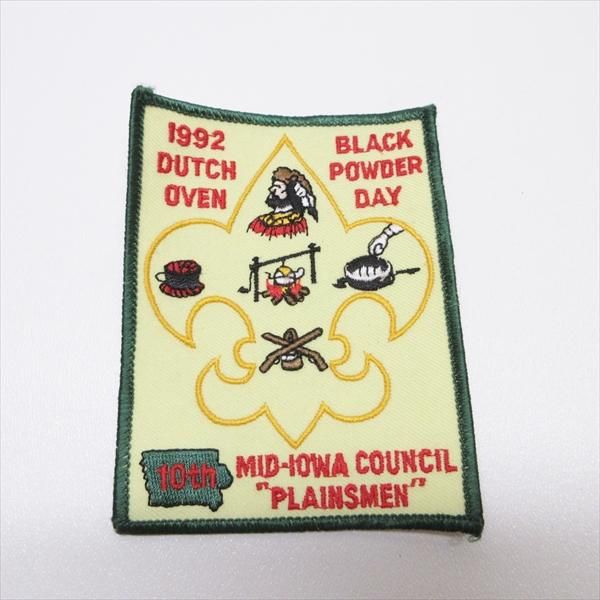 1992
DUTCH
OVEN
BLACK
POWDER
DAY
10th
MID-IOWA COUNCIL
"PLAINSMEN"